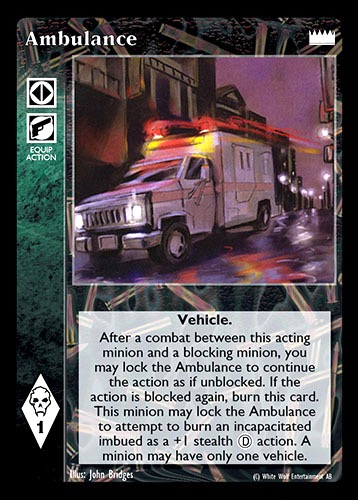 Ambulance
EQUIP
ACTION
Vehicle.
After a combat between this acting
minion and a blocking minion, you
may lock the Ambulance to continue
the action as if unblocked. If the
action is blocked again, burn this card.
This minion may lock the Ambulance
to attempt to burn an incapacitated
imbued as a +1 stealth Ⓓ action. A
minion may have only one vehicle.
1
Illus: John Bridges
(C) White Wolf Entertainment AB